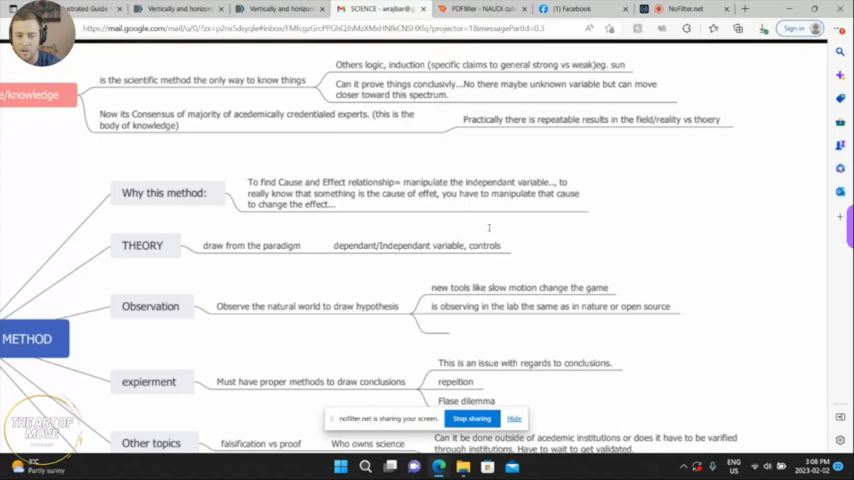 ustrated Guide
Vertically and horizon
Vertically and horizon
SCIENCE - wrajbar@g
PDFfiller - NAUDI cu
(1) Facebook
NoFilter.net
https://mail.google.com/mail/u/0/?zx=p2ns5dsyqle#inbox/FMfcgzGrcPPGhQJhMzXMxHNfkCNSHXfq?projector=1&messagePartId=0.3
Sign in
Others logic, induction (specific claims to general strong vs weak)eg. sun
is the scientific method the only way to know things
Can it prove things conclusivly...No there maybe unknown variable but can move
closer toward this spectrum.
e/knowledge
Now its Consensus of majority of acedemically credentialed experts. (this is the
body of knowledge)
Practically there is repeatable results in the field/reality vs thoery
Why this method:
To find Cause and Effect relationship= manipulate the independant variable.., to
really know that something is the cause of effet, you have to manipulate that cause
to change the effect...
THEORY
draw from the paradigm
dependant/Independant variable, controls
new tools like slow motion change the game
Observation
Observe the natural world to draw hypothesis
is observing in the lab the same as in nature or open source
METHOD
This is an issue with regards to conclusions.
expierment
Must have proper methods to draw conclusions
repeition
Flase dilemma
nofilter.net is sharing your screen.
Stop sharing
Hide
THE ART OF
MOVE
PODCAST
Other topics
falsification vs proof
Who owns science
Can it be done outside of acedemic institutions or does it have to be varified
through institutions. Have to wait to get validated.
3°C
Partly sunny
ENG
US
3:08 PM
2023-02-02